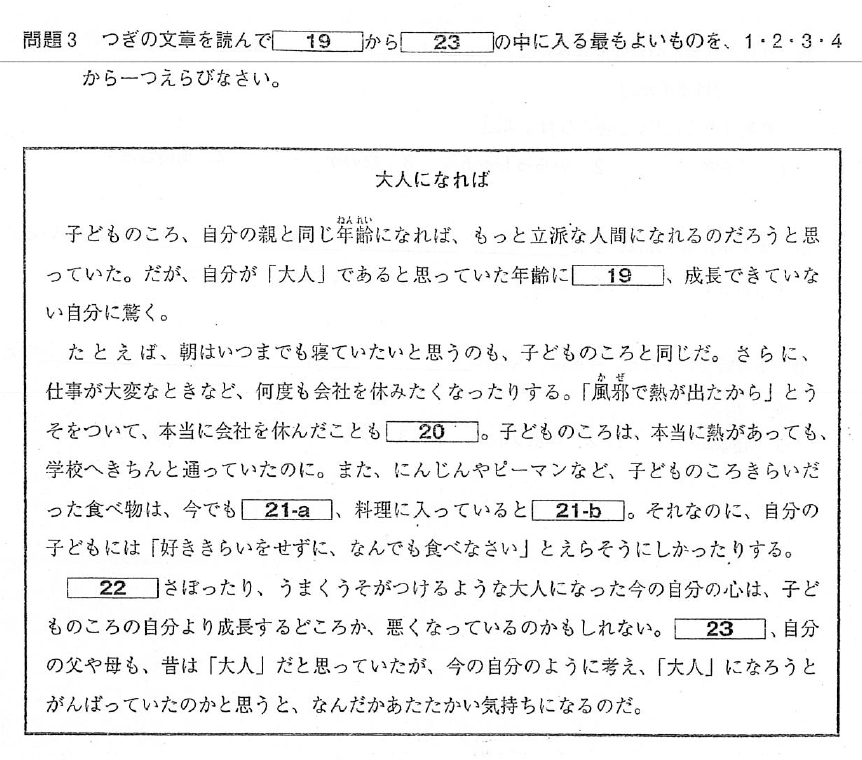 問題3 つぎの文章を読んで 19 から 23 の中に入る最もよいものを、1・2・3・4
から一つえらびなさい。
大人になれば
子どものころ、自分の親と同じ年齢になれば、もっと立派な人間になれるのだろうと思
っていた。だが、自分が「大人」であると思っていた年齢に 19 、成長できていな
い自分に驚く。
たとえば、朝はいつまでも寝ていたいと思うのも、子どものころと同じだ。さらに、
仕事が大変なときなど、何度も会社を休みたくなったりする。「風邪で熱が出たから」とう
そをついて、本当に会社を休んだことも 20 。子どものころは、本当に熱があっても、
学校へきちんと通っていたのに。また、にんじんやピーマンなど、子どものころきらいだ
った食べ物は、今でも 21-a 、料理に入っていると 21-b 。それなのに、自分の
子どもには「好ききらいをせずに、なんでも食べなさい」とえらそうにしかったりする。
22 さぼったり、うまくうそがつけるような大人になった今の自分の心は、子ど
ものころの自分より成長するどころか、悪くなっているのかもしれない。 23 、自分
の父や母も、昔は「大人」だと思っていたが、今の自分のように考え、「大人」になろうと
がんばっていたのかと思うと、なんだかあたたかい気持ちになるのだ。